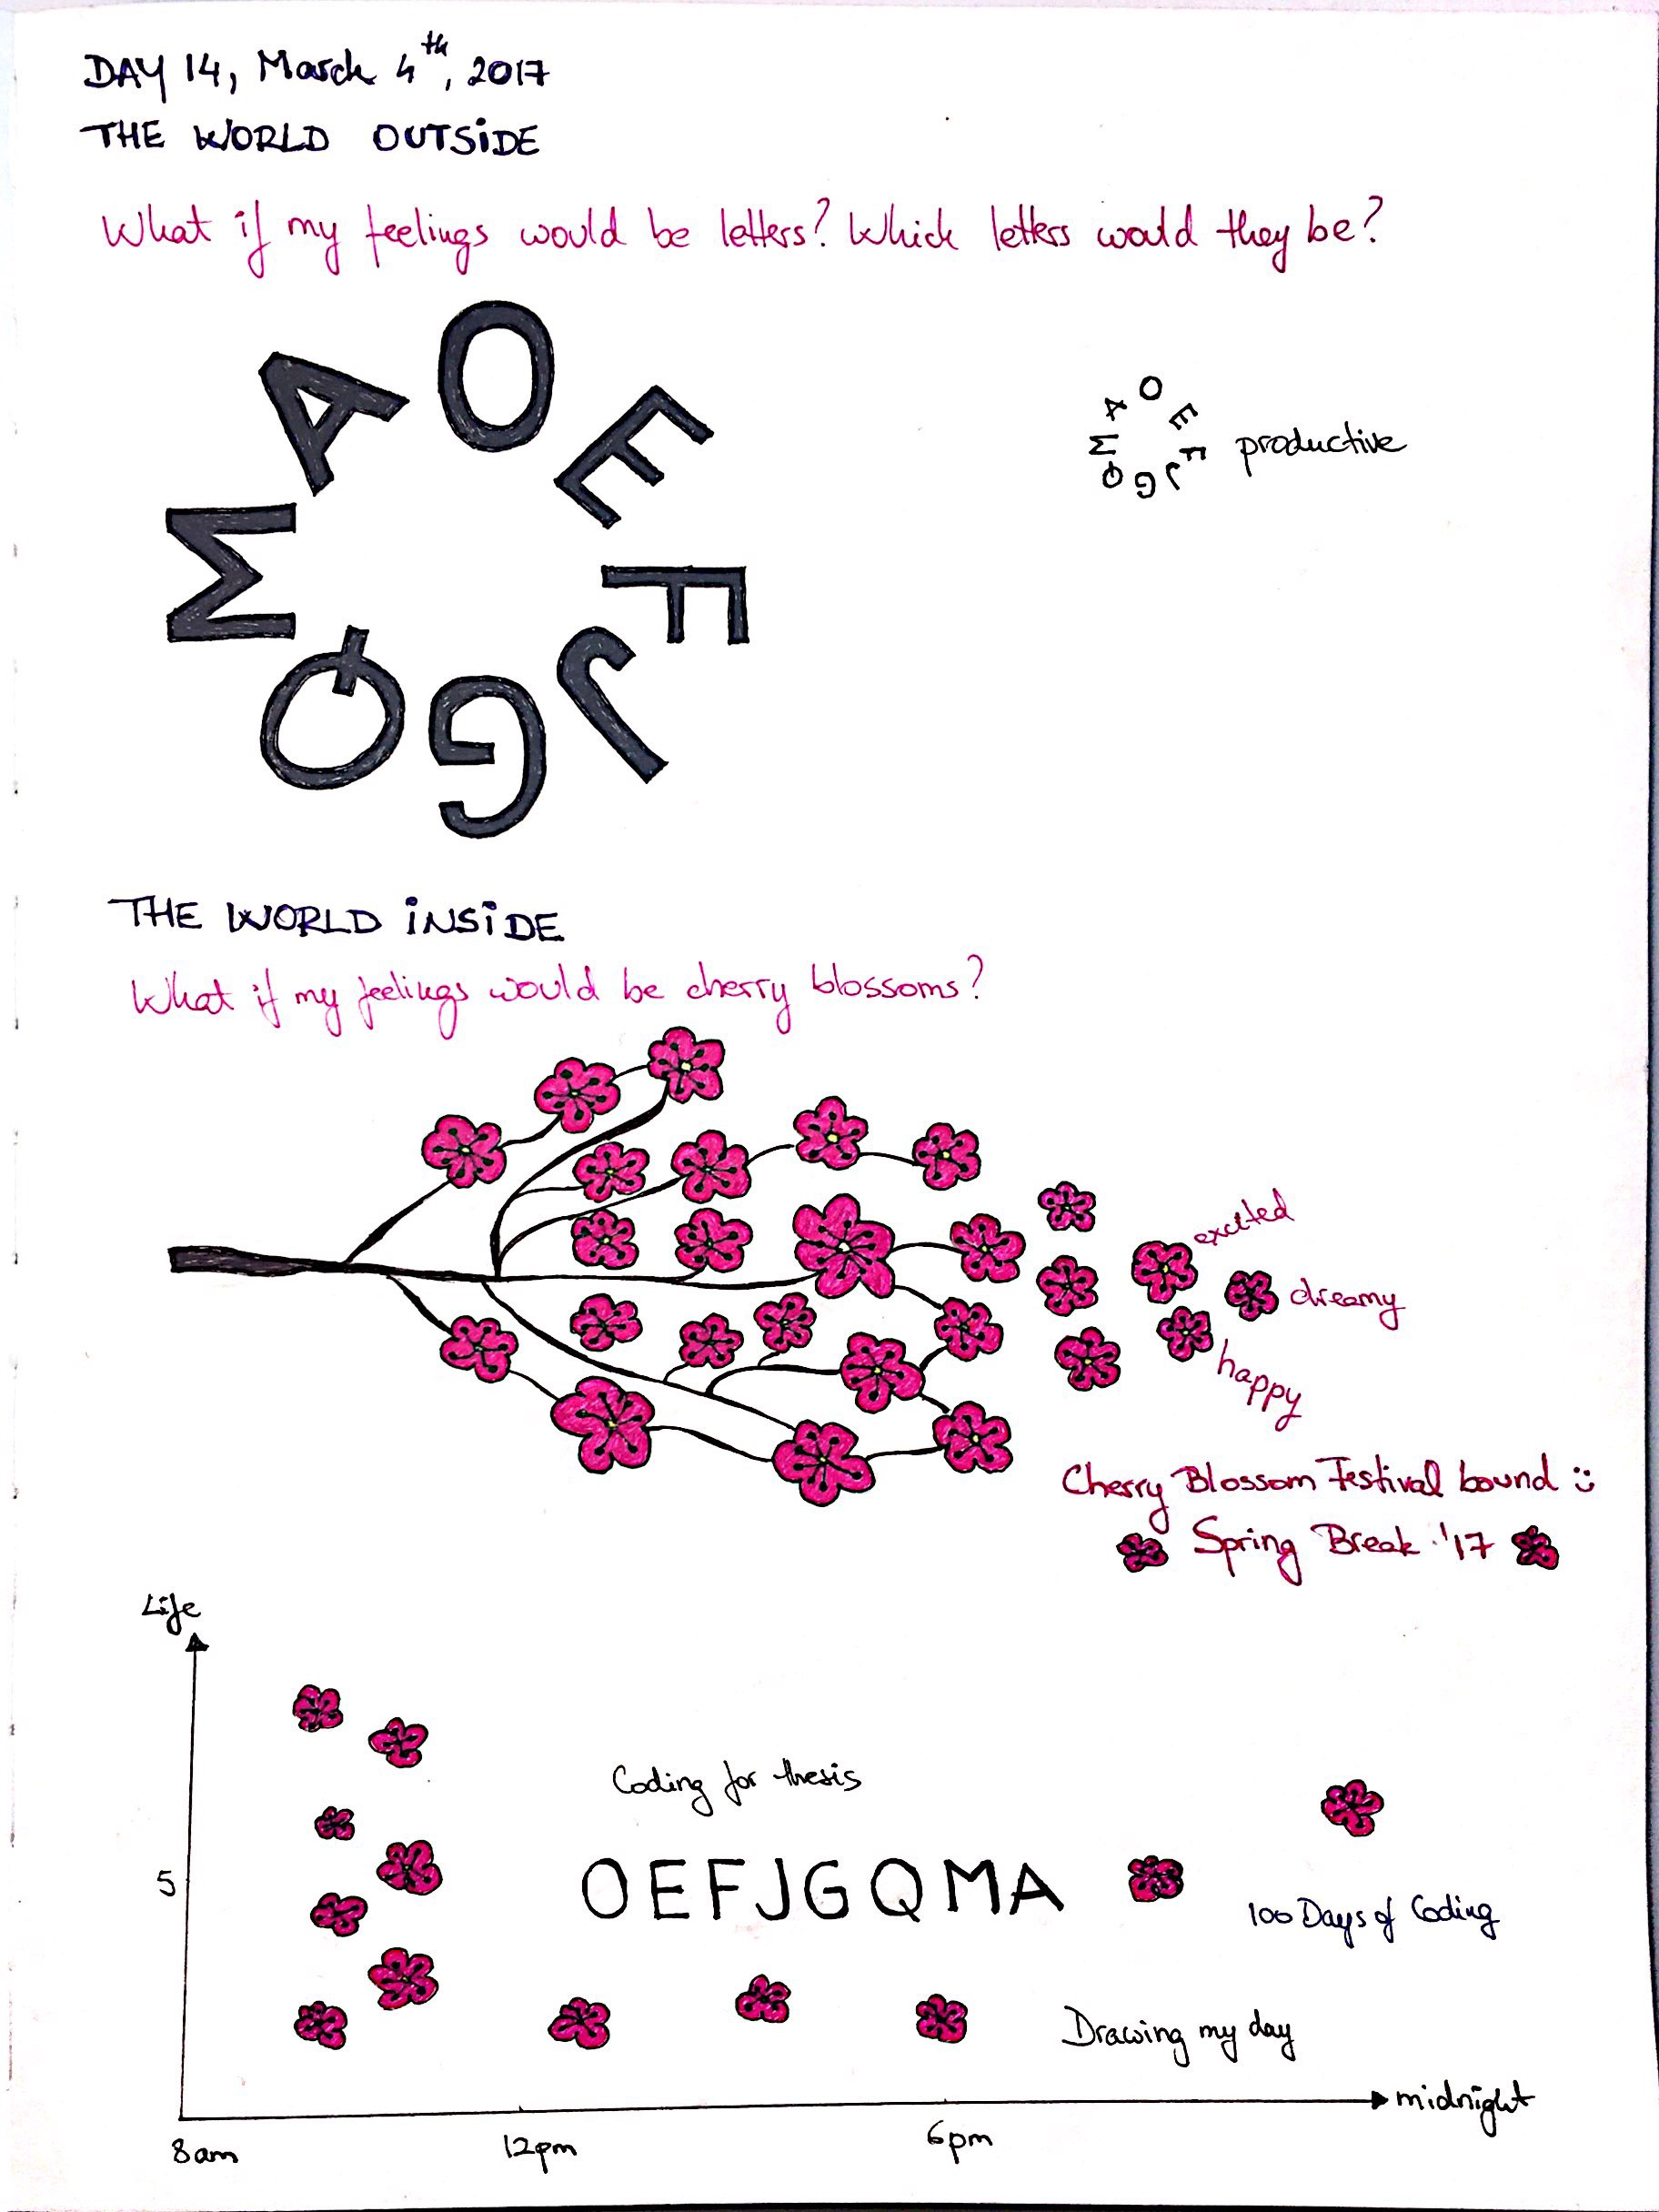 DAY 14, March 4th, 2017
THE WORLD OUTSIDE
What if my feelings would be letters? Which letters would they be?
O E F J G Q M A
O E F J G Q M A productive
THE WORLD INSIDE
What if my feelings would be cherry blossoms?
excited
dreamy
happy
Cherry Blossom Festival bound :)
Spring Break '17
Life
Coding for thesis
5
OEFJGQMA
100 Days of Coding
Drawing my day
midnight
8am 12pm 6pm